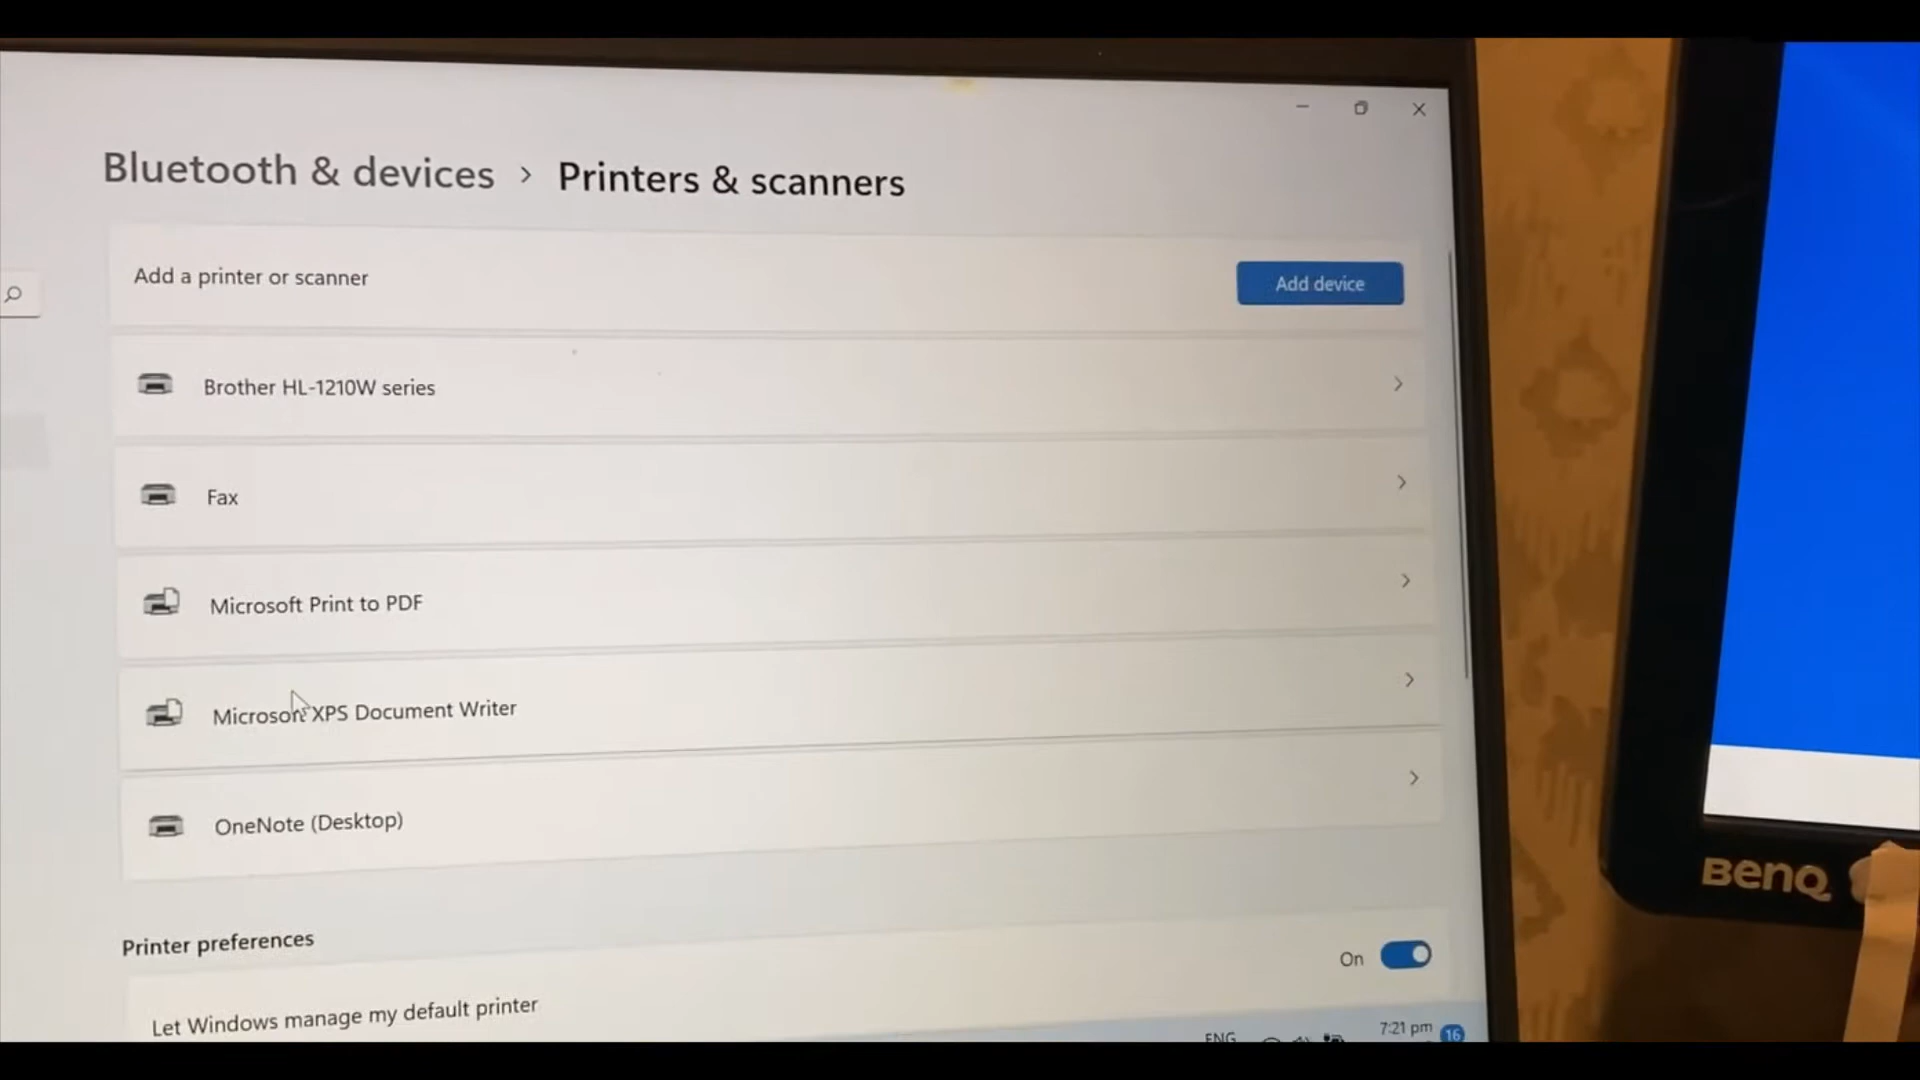 Bluetooth & devices > Printers & scanners
Add a printer or scanner
Add device
Brother HL-1210W series
Fax
Microsoft Print to PDF
Microsoft XPS Document Writer
OneNote (Desktop)
Printer preferences
Let Windows manage my default printer
On
ENG
7:21 pm
16
BenQ